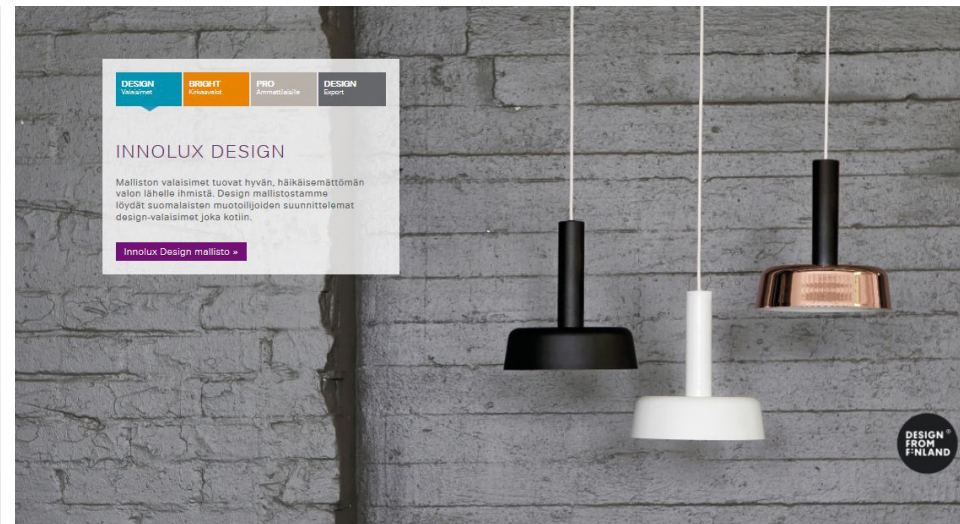 DESIGN
Valaisimet
BRIGHT
Kirkasvalot
PRO
Ammattilaisille
DESIGN
Export
INNOLUX DESIGN
Malliston valaisimet tuovat hyvän, häikäisemättömän
valon lähelle ihmistä. Design mallistostamme
löydät suomalaisten muotoilijoiden suunnittelemat
design-valaisimet joka kotiin.
Innolux Design mallisto »
DESIGN®
FROM
FINLAND